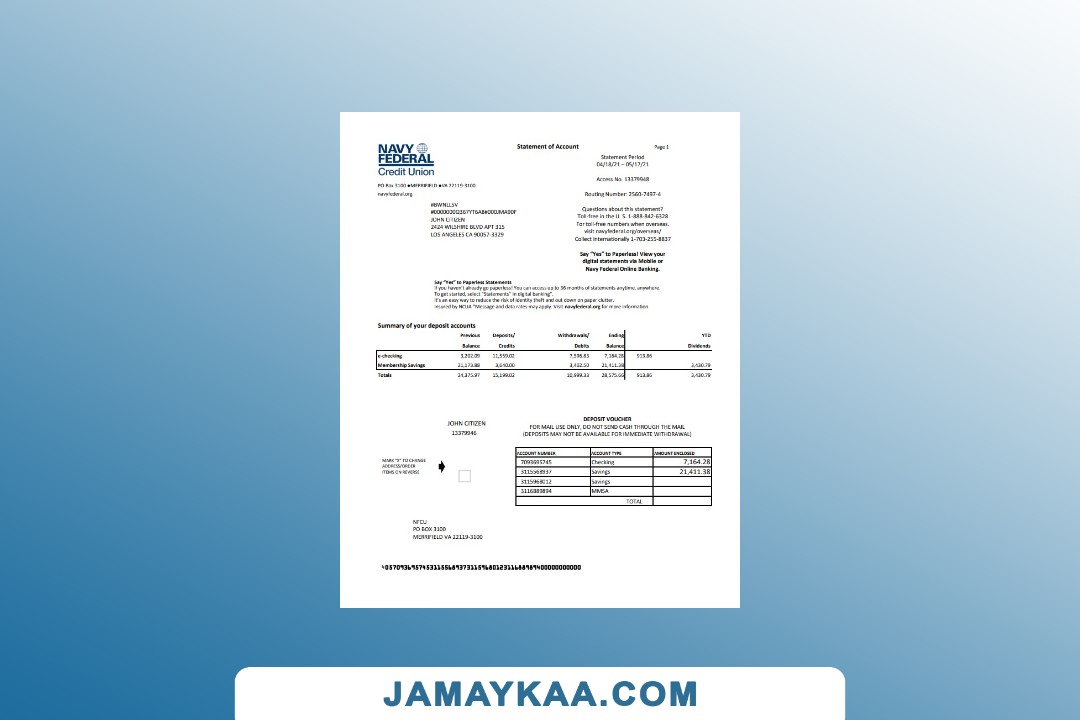 NAVY
FEDERAL
Credit Union
Statement of Account
Page 1
Statement Period
04/18/21 – 05/17/21
Access No. 13379948
Routing Number: 2560-7497-4
PO Box 3100 ●MERRIFIELD ●VA 22119-3100
navyfederal.org
#BWNLLSV
JOHN CITIZEN
2424 WILSHIRE BLVD APT 315
LOS ANGELES CA 90057-3329
Questions about this statement?
Toll-free in the U. S. 1-888-842-6328
For toll-free numbers when overseas.
visit navyfederal.org/overseas/
Collect Internationally 1-703-255-8837
Say "Yes" to Paperless! View your
digital statements via Mobile or
Navy Federal Online Banking.
Say "Yes" to Paperless Statements
If you haven't already go paperless! You can access up to 36 months of statements anytime, anywhere.
To get started, select "Statements" in digital banking*.
It's an easy way to reduce the risk of identity theft and out down on paper clutter.
Insured by NCUA *Message and data rates may apply. Visit navyfederal.org for more information.
Summary of your deposit accounts
Previous Deposits/ Withdrawals/ Ending YTD
Balance Credits Debits Balance Dividends
e-checking 3,202.09 11,559.02 7,596.83 7,164.28 913.86
Membership Savings 21,173.88 3,640.00 3,402.50 21,411.38 3,430.79
Totals 24,375.97 15,199.02 10,999.33 28,575.66 913.86 3,430.79
JOHN CITIZEN
13379946
DEPOSIT VOUCHER
FOR MAIL USE ONLY, DO NOT SEND CASH THROUGH THE MAIL
(DEPOSITS MAY NOT BE AVAILABLE FOR IMMEDIATE WITHDRAWAL)
MARK "X" TO CHANGE
ADDRESS/ORDER
ITEMS ON REVERSE
ACCOUNT NUMBER ACCOUNT TYPE AMOUNT ENCLOSED
7093695745 Checking 7,164.28
3115568937 Savings 21,411.38
3115968012 Savings
3116889894 MMSA
TOTAL
NFCU
PO BOX 3100
MERRIFIELD VA 22119-3100
JAMAYKAA.COM